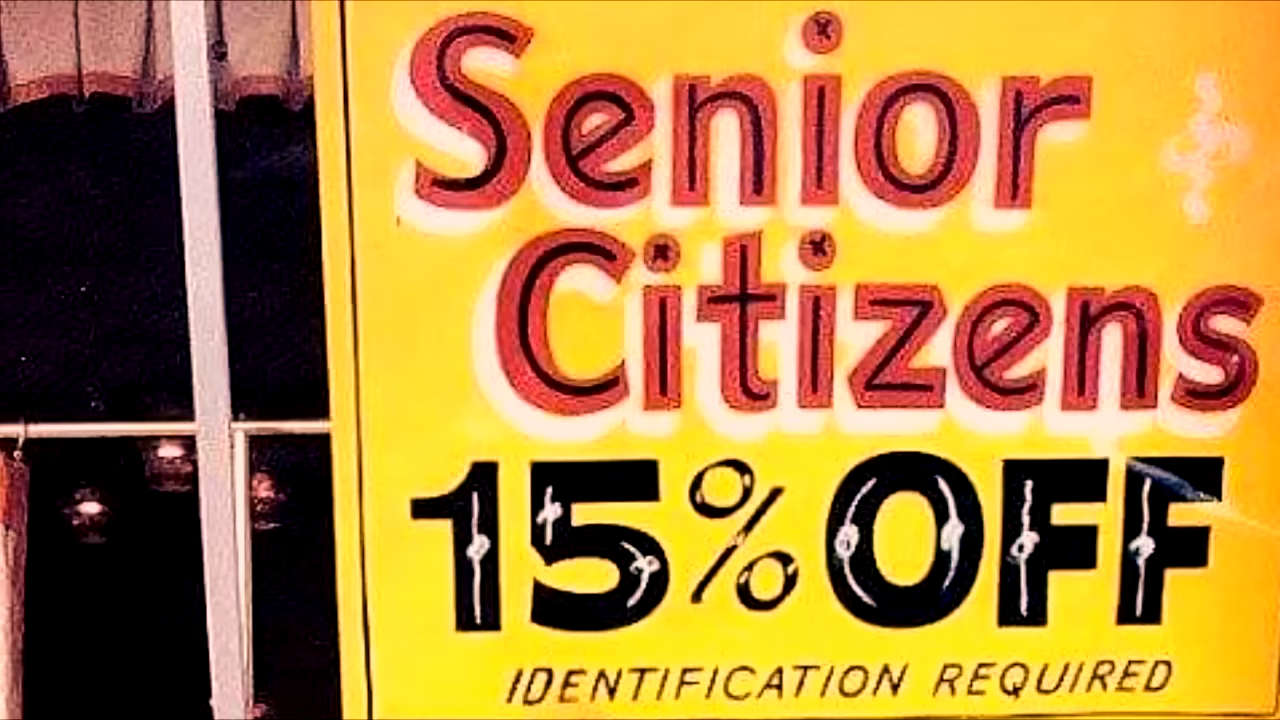 Senior
Citizens
15% OFF
IDENTIFICATION REQUIRED